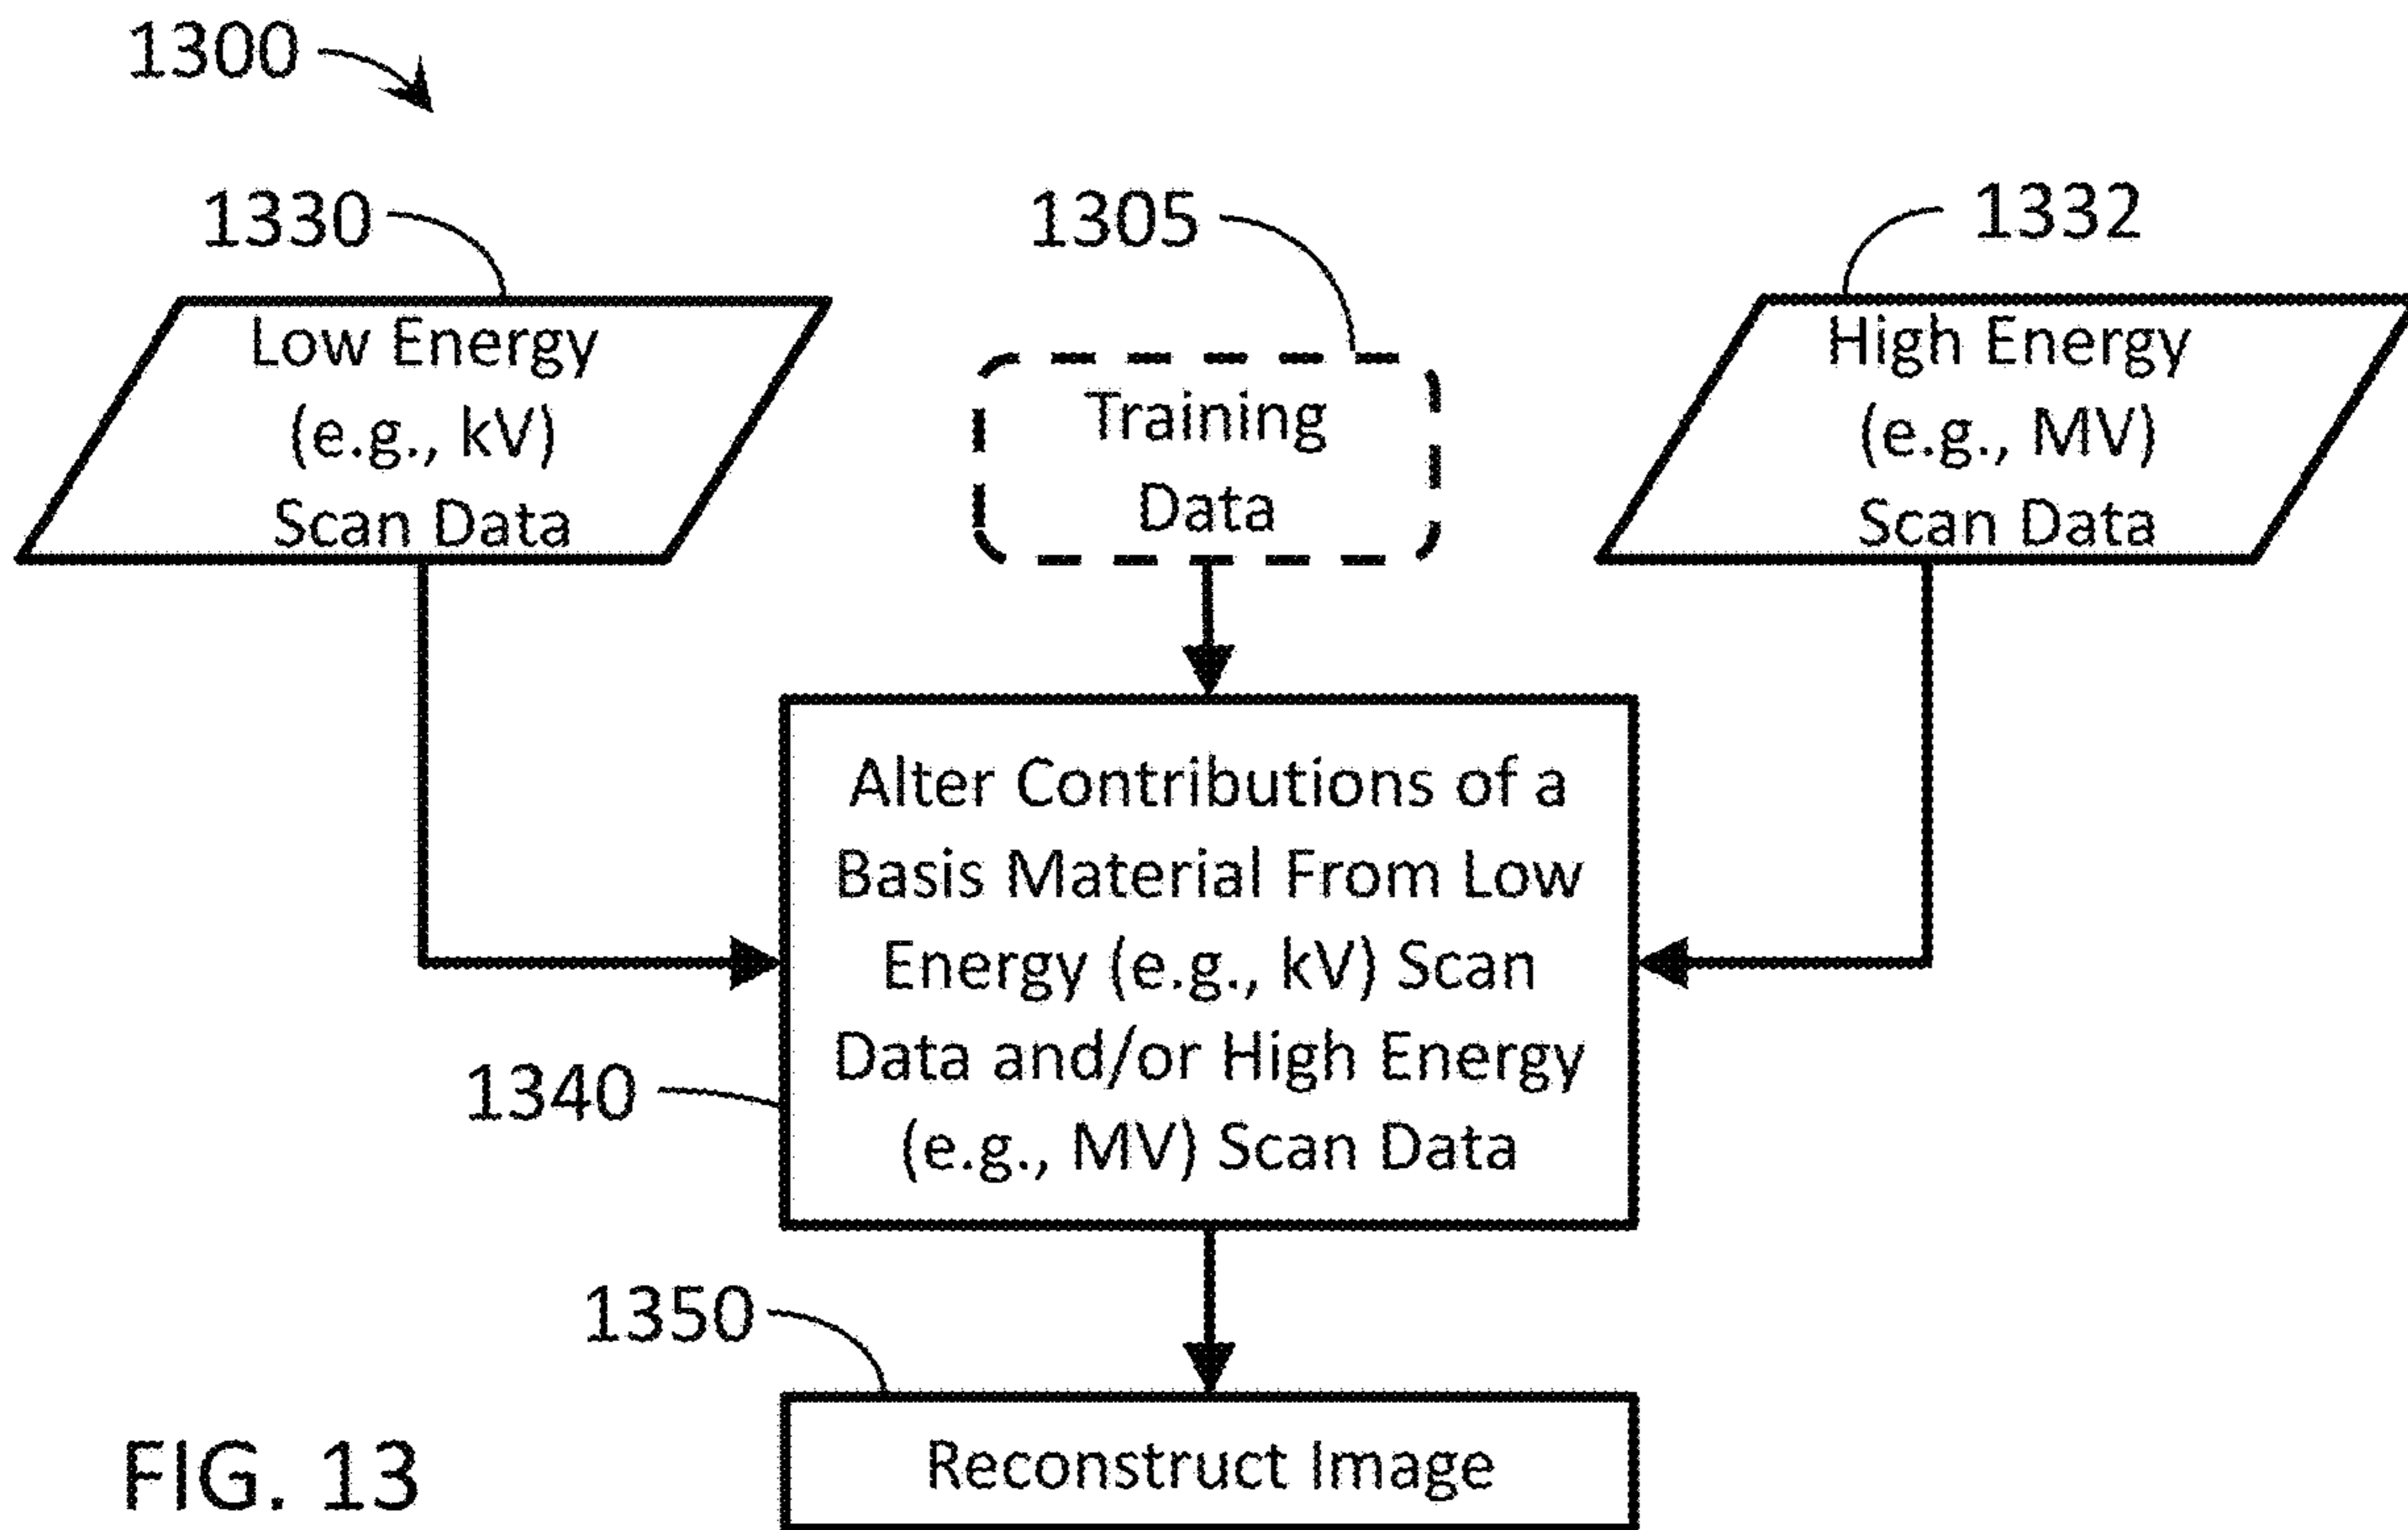 1300
1330
1305
1332
Low Energy
(e.g., kV)
Scan Data
Training
Data
High Energy
(e.g., MV)
Scan Data
Alter Contributions of a
Basis Material From Low
Energy (e.g., kV) Scan
Data and/or High Energy
(e.g., MV) Scan Data
1340
1350
Reconstruct Image
FIG. 13